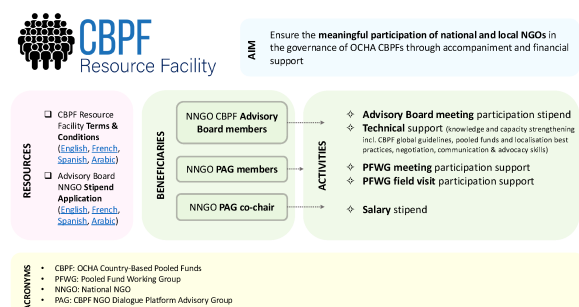 CBPF
Resource Facility
AIM
Ensure the meaningful participation of national and local NGOs in
the governance of OCHA CBPFs through accompaniment and financial
support
RESOURCES
❑ CBPF Resource
Facility Terms &
Conditions
(English, French,
Spanish, Arabic)
❑ Advisory Board
NNGO Stipend
Application
(English, French,
Spanish, Arabic)
BENEFICIARIES
NNGO CBPF Advisory
Board members
NNGO PAG members
NNGO PAG co-chair
ACTIVITIES
✧ Advisory Board meeting participation stipend
✧ Technical support (knowledge and capacity strengthening
incl. CBPF global guidelines, pooled funds and localisation best
practices, negotiation, communication & advocacy skills)
✧ PFWG meeting participation support
✧ PFWG field visit participation support
✧ Salary stipend
ACRONYMS
• CBPF: OCHA Country-Based Pooled Funds
• PFWG: Pooled Fund Working Group
• NNGO: National NGO
• PAG: CBPF NGO Dialogue Platform Advisory Group